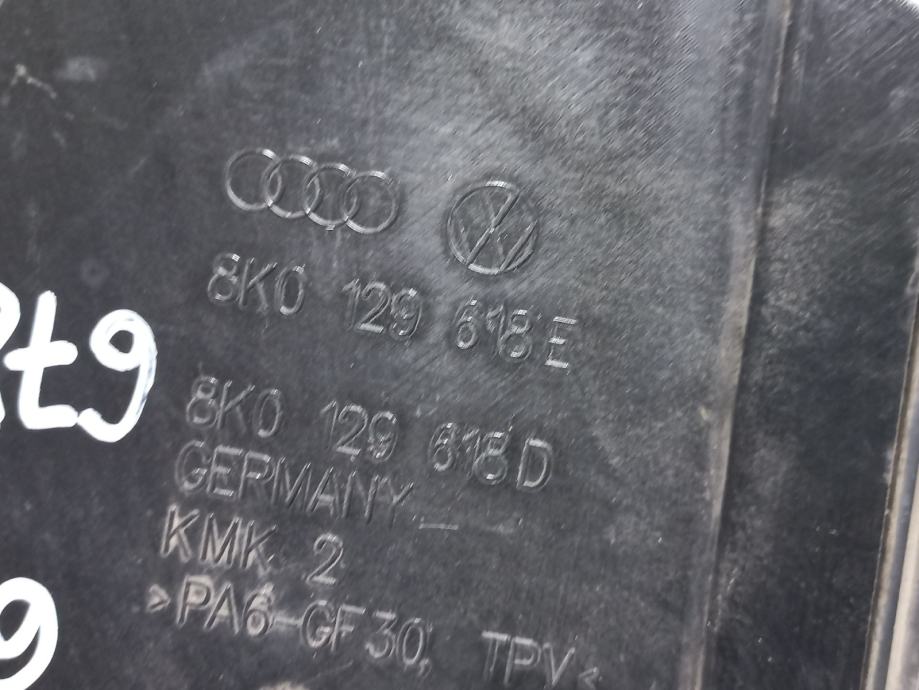 8K0 129 618 E
8K0 129 618 D
GERMANY
KMK 2
>PA6-GF30, TPV<